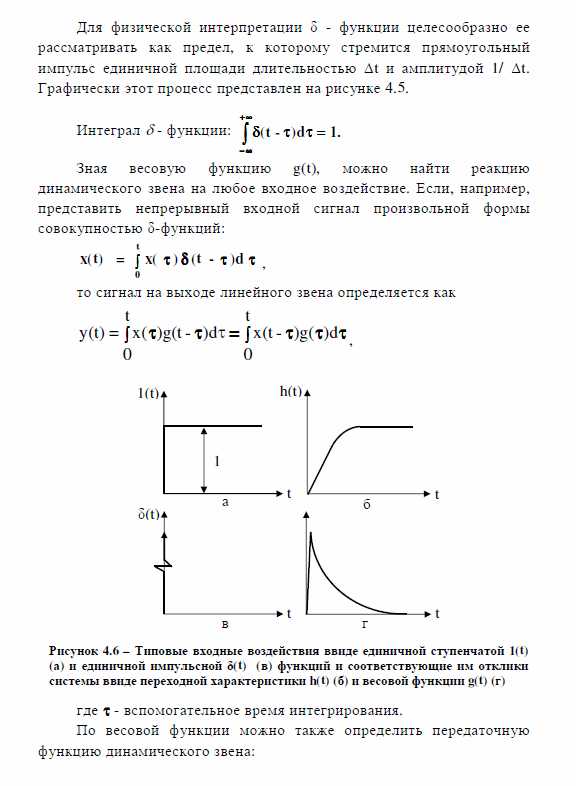 Для физической интерпретации δ - функции целесообразно ее
рассматривать как предел, к которому стремится прямоугольный
импульс единичной площади длительностью Δt и амплитудой 1/ Δt.
Графически этот процесс представлен на рисунке 4.5.
Интеграл δ - функции: +∞ ∫ −∞ δ(t - τ)dτ = 1.
Зная весовую функцию g(t), можно найти реакцию
динамического звена на любое входное воздействие. Если, например,
представить непрерывный входной сигнал произвольной формы
совокупностью δ-функций:
x(t) = t ∫ 0 x( τ ) δ (t - τ )d τ ,
то сигнал на выходе линейного звена определяется как
y(t) = t ∫ 0 x(τ)g(t - τ)dτ = t ∫ 0 x(t - τ)g(τ)dτ ,
1(t)
h(t)
1
t
t
а
б
δ(t)
t
t
в
г
Рисунок 4.6 – Типовые входные воздействия ввиде единичной ступенчатой 1(t)
(а) и единичной импульсной δ(t) (в) функций и соответствующие им отклики
системы ввиде переходной характеристики h(t) (б) и весовой функции g(t) (г)
где τ - вспомогательное время интегрирования.
По весовой функции можно также определить передаточную
функцию динамического звена: